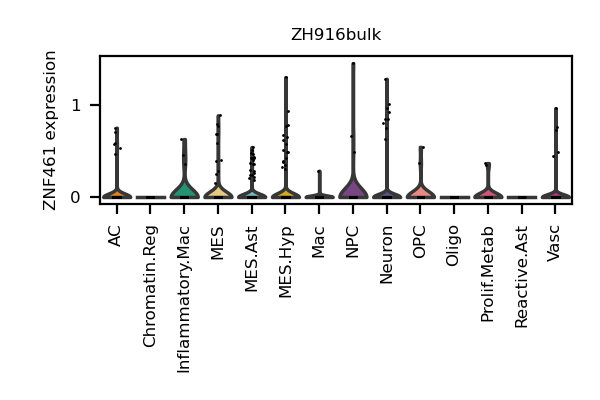 ZH916bulk
ZNF461 expression
1
0
AC
Chromatin.Reg
Inflammatory.Mac
MES
MES.Ast
MES.Hyp
Mac
NPC
Neuron
OPC
Oligo
Prolif.Metab
Reactive.Ast
Vasc